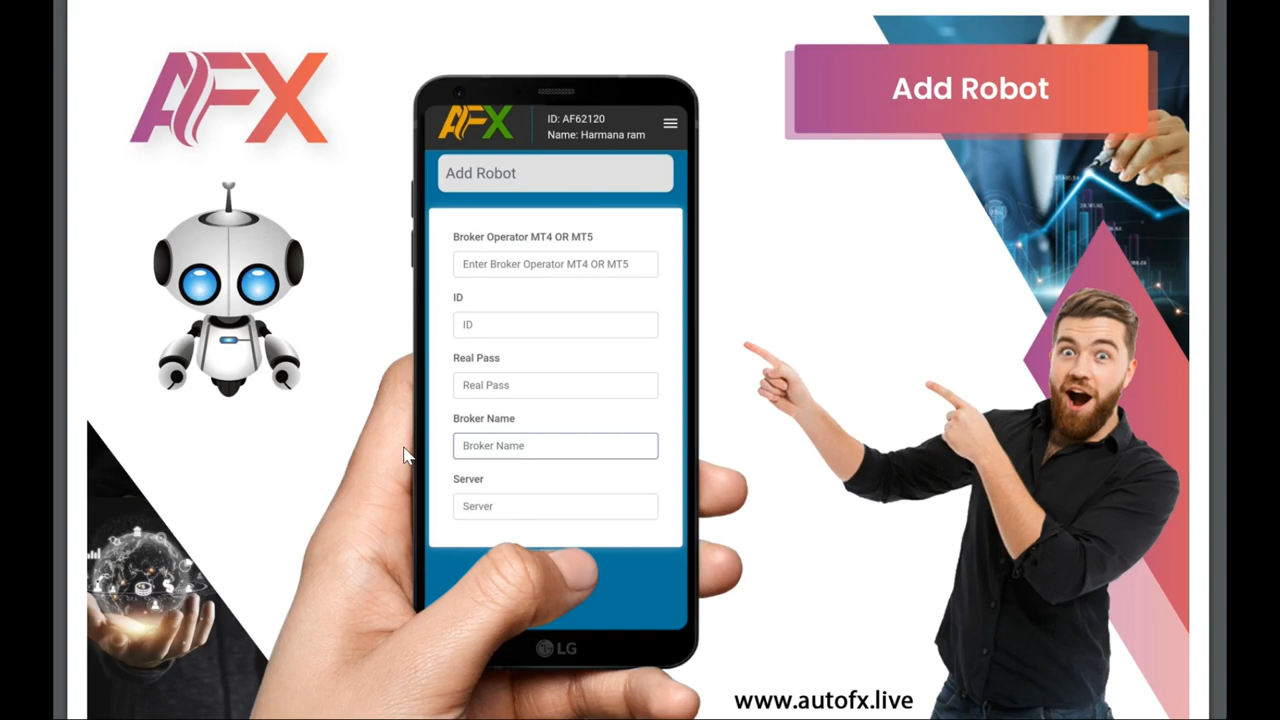 AFX
Add Robot
AFX
ID: AF62120
Name: Harmana ram
Add Robot
Broker Operator MT4 OR MT5
Enter Broker Operator MT4 OR MT5
ID
ID
Real Pass
Real Pass
Broker Name
Broker Name
Server
Server
LG
www.autofx.live